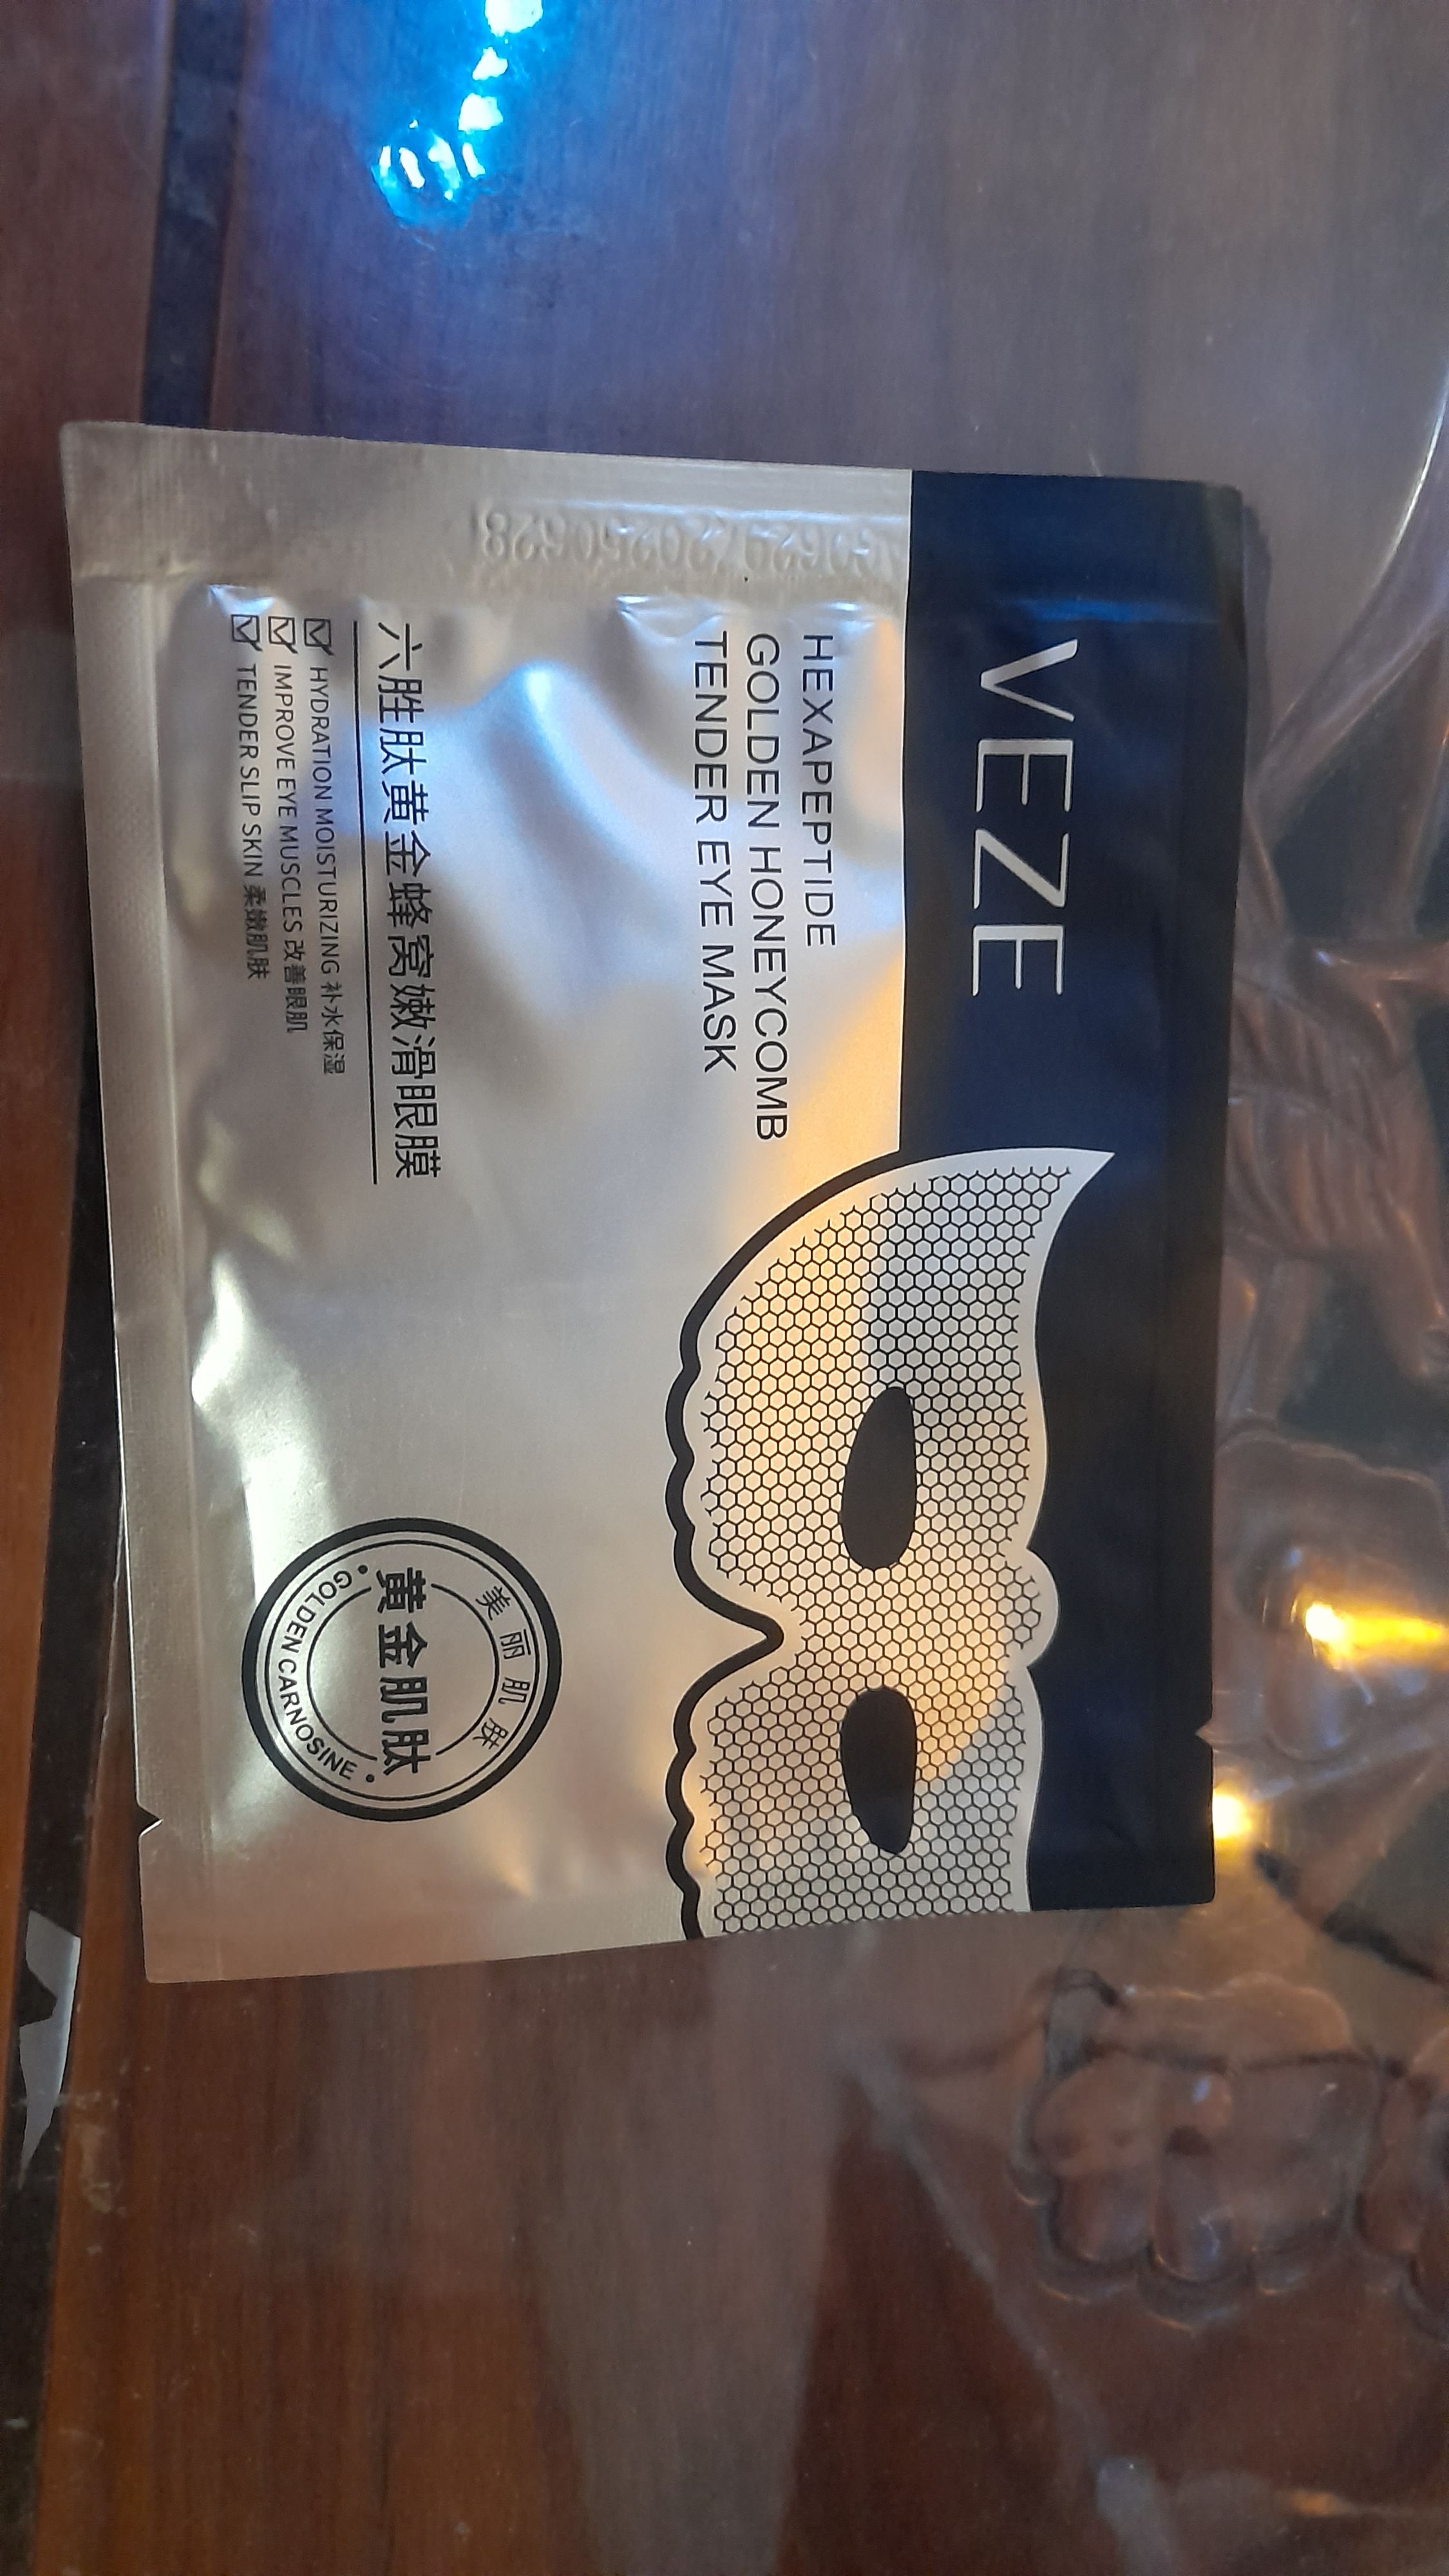 VEZE
HEXAPEPTIDE
GOLDEN HONEYCOMB
TENDER EYE MASK
六胜肽黄金蜂窝嫩滑眼膜
HYDRATION MOISTURIZING 补水保湿
IMPROVE EYE MUSCLES 改善眼肌
TENDER SLIP SKIN 柔嫩肌肤
美丽肌肤
黄金肌肽
GOLDEN CARNOSINE